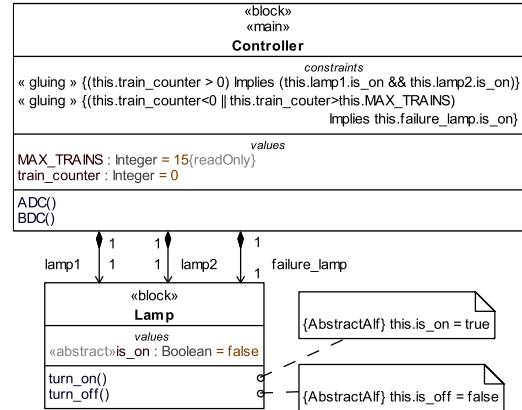 «block»
«main»
Controller
constraints
« gluing » {(this.train_counter > 0) Implies (this.lamp1.is_on && this.lamp2.is_on)}
« gluing » {(this.train_counter<0 || this.train_couter>this.MAX_TRAINS)
Implies this.failure_lamp.is_on}
values
MAX_TRAINS : Integer = 15{readOnly}
train_counter : Integer = 0
ADC()
BDC()
1 1 1
lamp1 1 1 lamp2 failure_lamp
1
«block»
Lamp
values
«abstract»is_on : Boolean = false
turn_on()
turn_off()
{AbstractAlf} this.is_on = true
{AbstractAlf} this.is_off = false